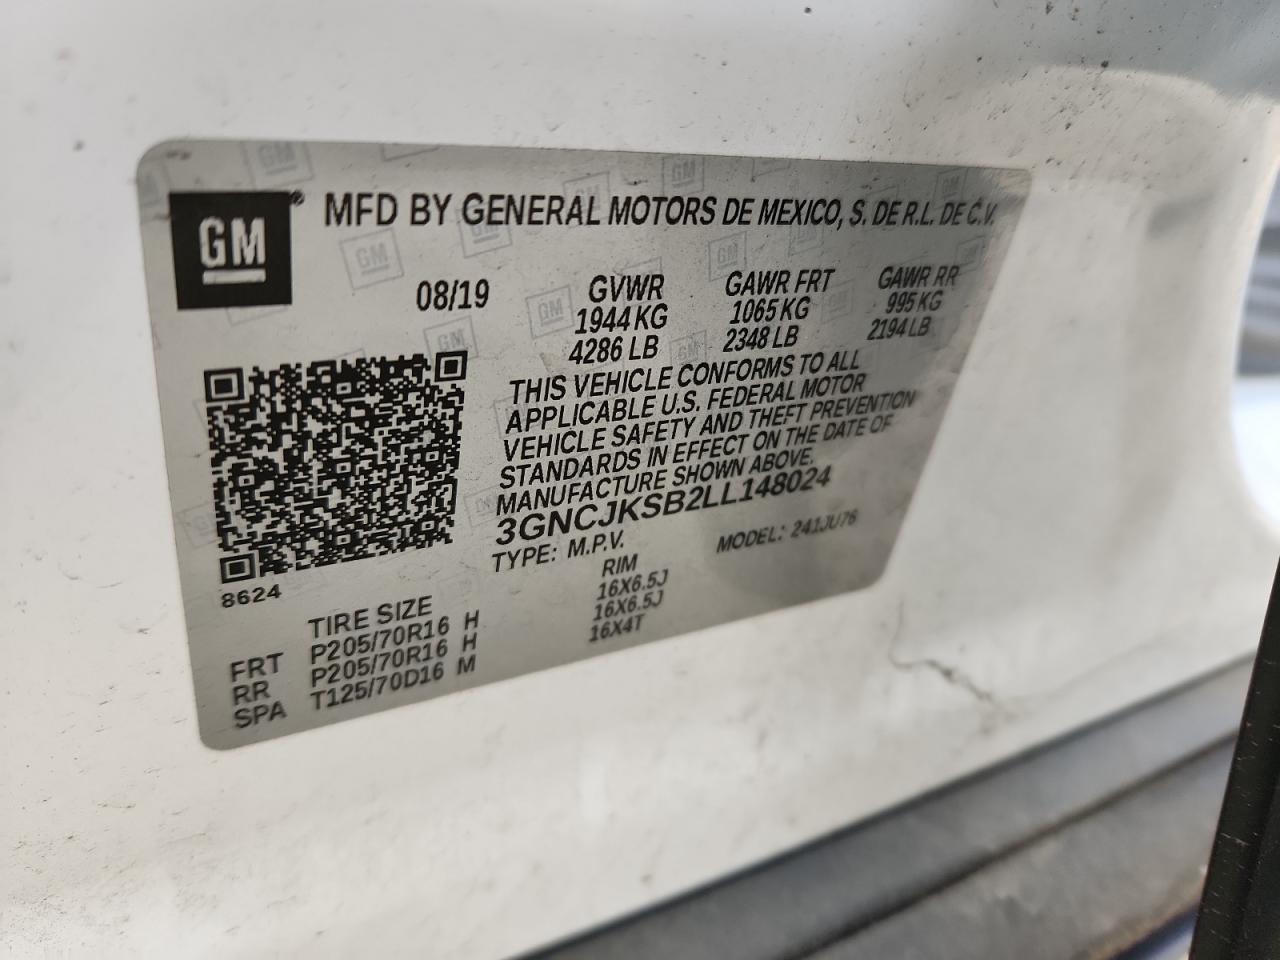 GM ® MFD BY GENERAL MOTORS DE MEXICO, S. DE R.L. DE C.V.
08/19 GVWR GAWR FRT GAWR RR
1944 KG 1065 KG 995 KG
4286 LB 2348 LB 2194 LB
THIS VEHICLE CONFORMS TO ALL
APPLICABLE U.S. FEDERAL MOTOR
VEHICLE SAFETY AND THEFT PREVENTION
STANDARDS IN EFFECT ON THE DATE OF
MANUFACTURE SHOWN ABOVE.
3GNCJKSB2LL148024
TYPE: M.P.V. MODEL: 241JU76
8624
TIRE SIZE RIM
FRT P205/70R16 H 16X6.5J
RR P205/70R16 H 16X6.5J
SPA T125/70D16 M 16X4T